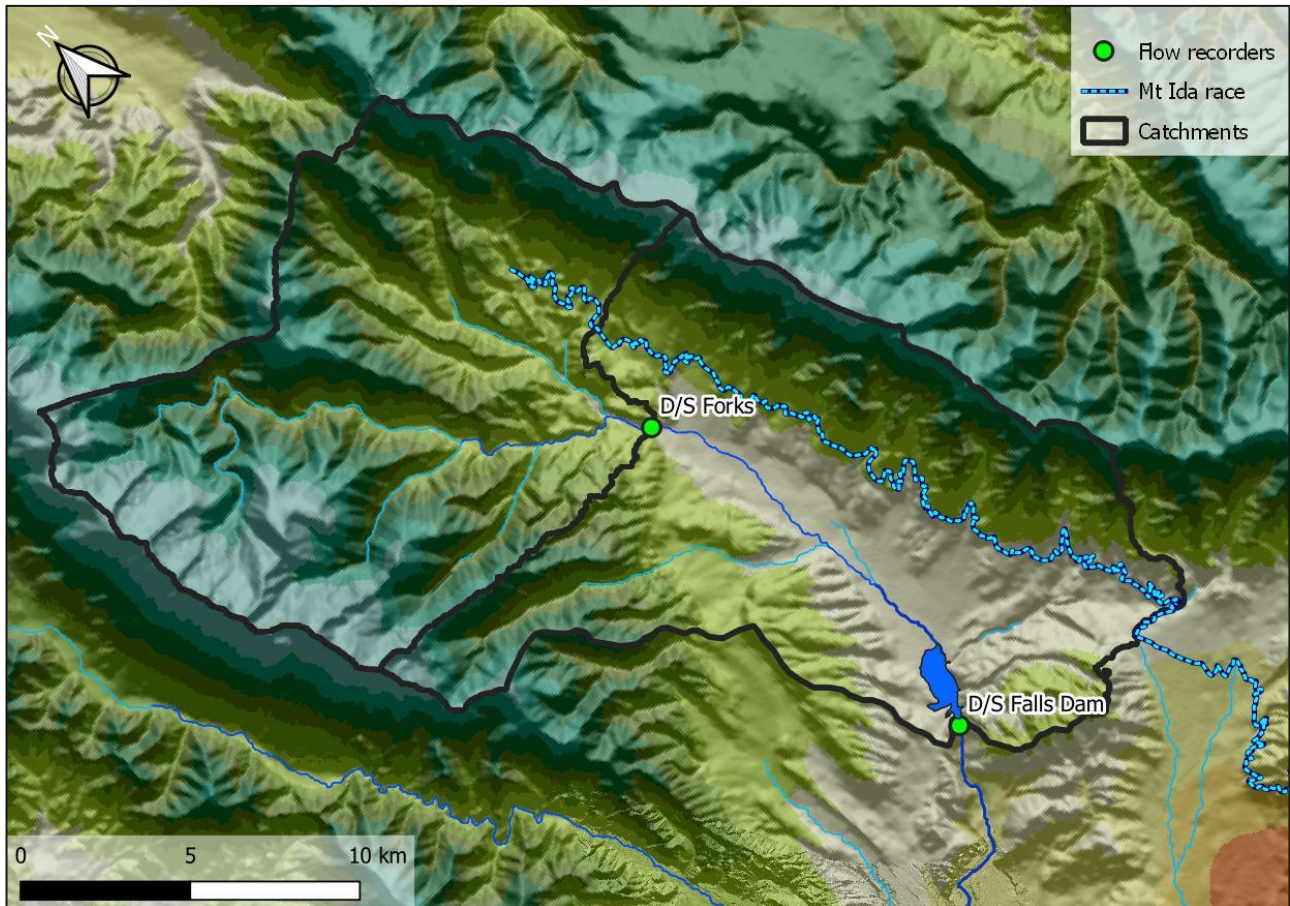 N
Flow recorders
Mt Ida race
Catchments
D/S Forks
D/S Falls Dam
0 5 10 km